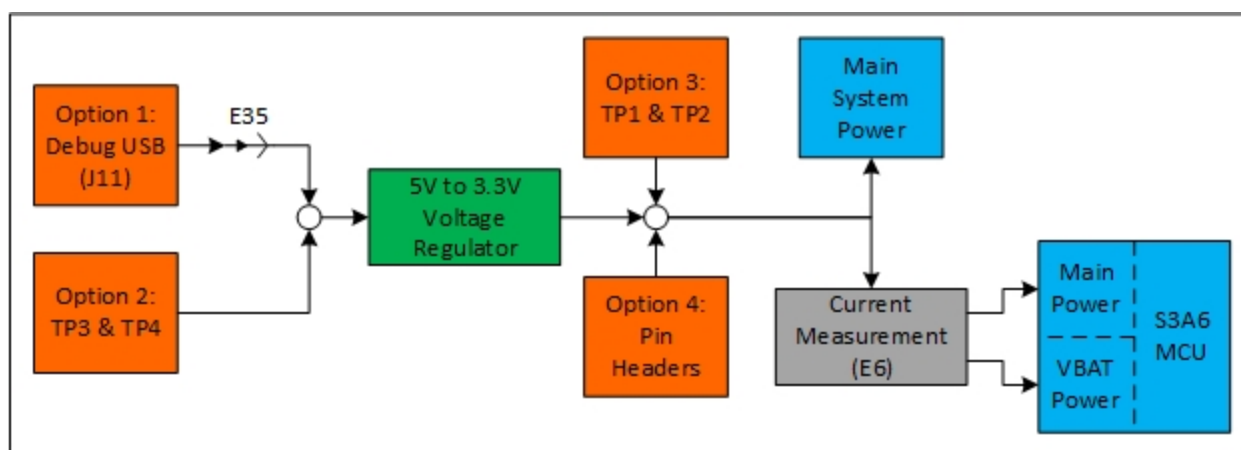 Option 1:
Debug USB
(J11)
E35
Option 2:
TP3 & TP4
5V to 3.3V
Voltage
Regulator
Option 3:
TP1 & TP2
Option 4:
Pin
Headers
Main
System
Power
Current
Measurement
(E6)
Main
Power
VBAT
Power
S3A6
MCU